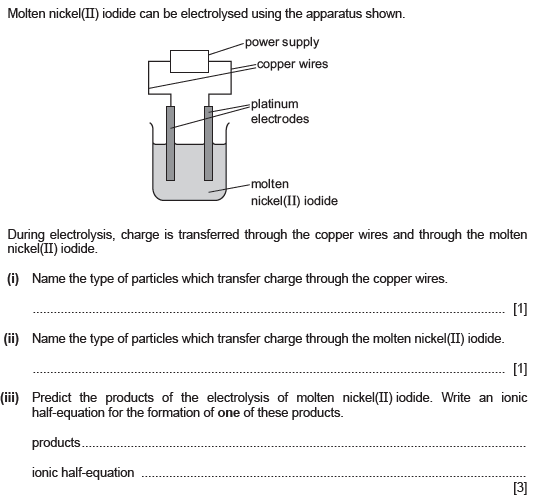 Molten nickel(II) iodide can be electrolysed using the apparatus shown.
power supply
copper wires
platinum
electrodes
molten
nickel(II) iodide
During electrolysis, charge is transferred through the copper wires and through the molten
nickel(II) iodide.
(i) Name the type of particles which transfer charge through the copper wires.
[1]
(ii) Name the type of particles which transfer charge through the molten nickel(II) iodide.
[1]
(iii) Predict the products of the electrolysis of molten nickel(II) iodide. Write an ionic
half-equation for the formation of one of these products.
products
ionic half-equation
[3]